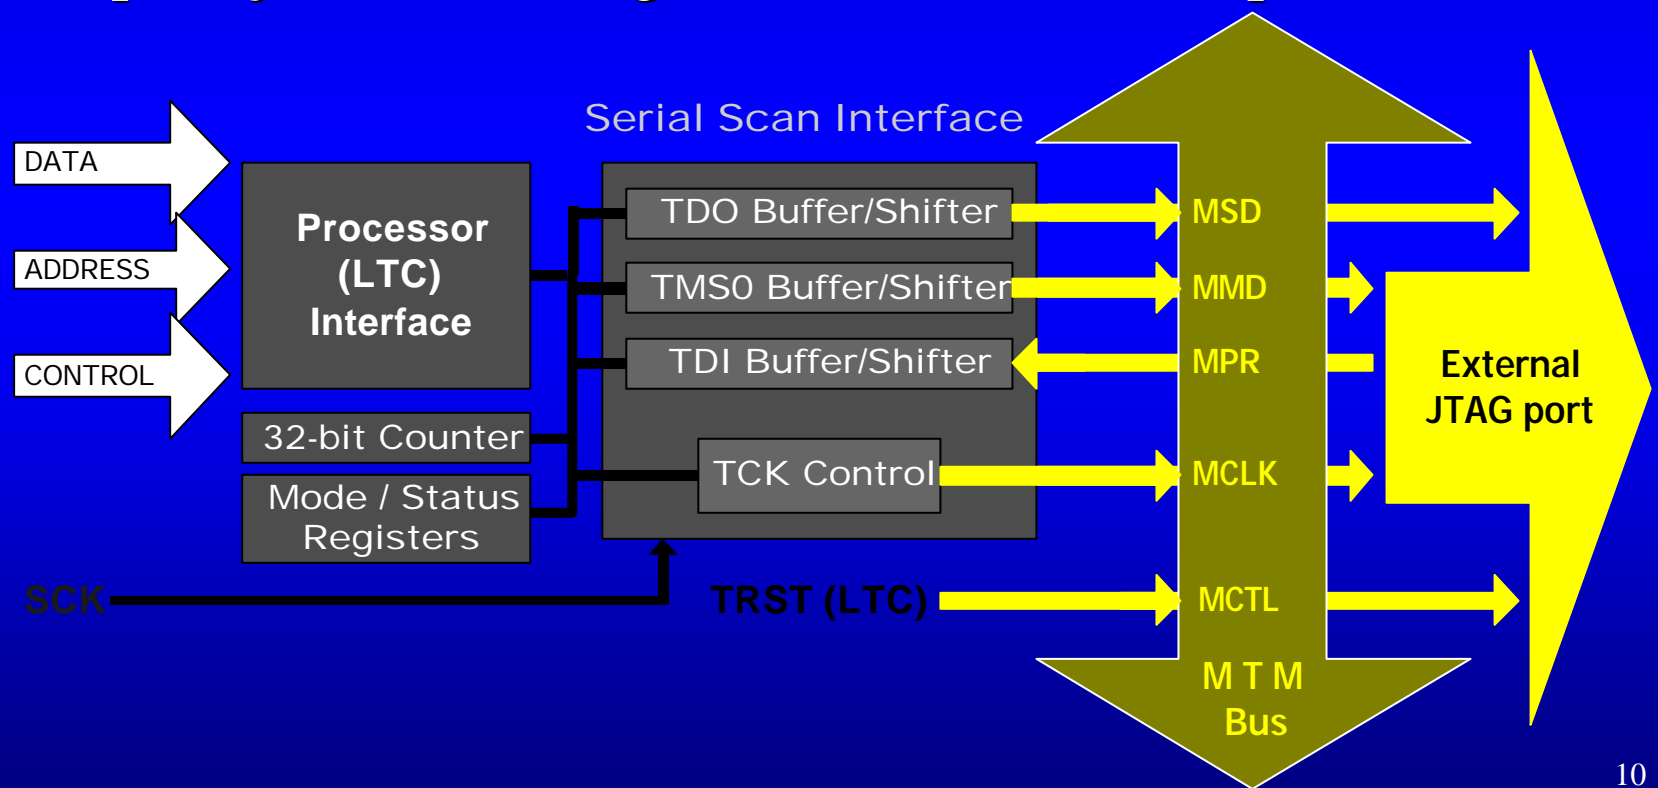 Serial Scan Interface
DATA
ADDRESS
CONTROL
Processor
(LTC)
Interface
32-bit Counter
Mode / Status
Registers
SCK
TDO Buffer/Shifter
TMS0 Buffer/Shifter
TDI Buffer/Shifter
TCK Control
TRST (LTC)
MSD
MMD
MPR
MCLK
MCTL
M T M
Bus
External
JTAG port
10